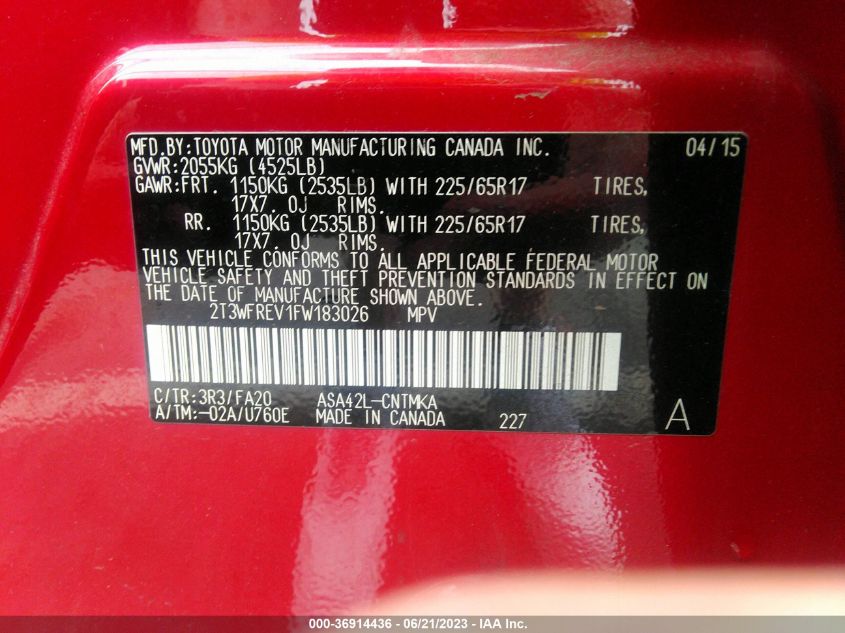 MFD.BY:TOYOTA MOTOR MANUFACTURING CANADA INC. 04/15
GVWR:2055KG (4525LB)
GAWR:FRT. 1150KG (2535LB) WITH 225/65R17 TIRES,
17X7.0J RIMS.
RR. 1150KG (2535LB) WITH 225/65R17 TIRES,
17X7.0J RIMS.
THIS VEHICLE CONFORMS TO ALL APPLICABLE FEDERAL MOTOR
VEHICLE SAFETY AND THEFT PREVENTION STANDARDS IN EFFECT ON
THE DATE OF MANUFACTURE SHOWN ABOVE.
2T3WFREV1FW183026 MPV
C/TR:3R3/FA20 ASA42L-CNTMKA
A/TM:-02A/U760E MADE IN CANADA 227 A
000-36914436 - 06/21/2023 - IAA Inc.